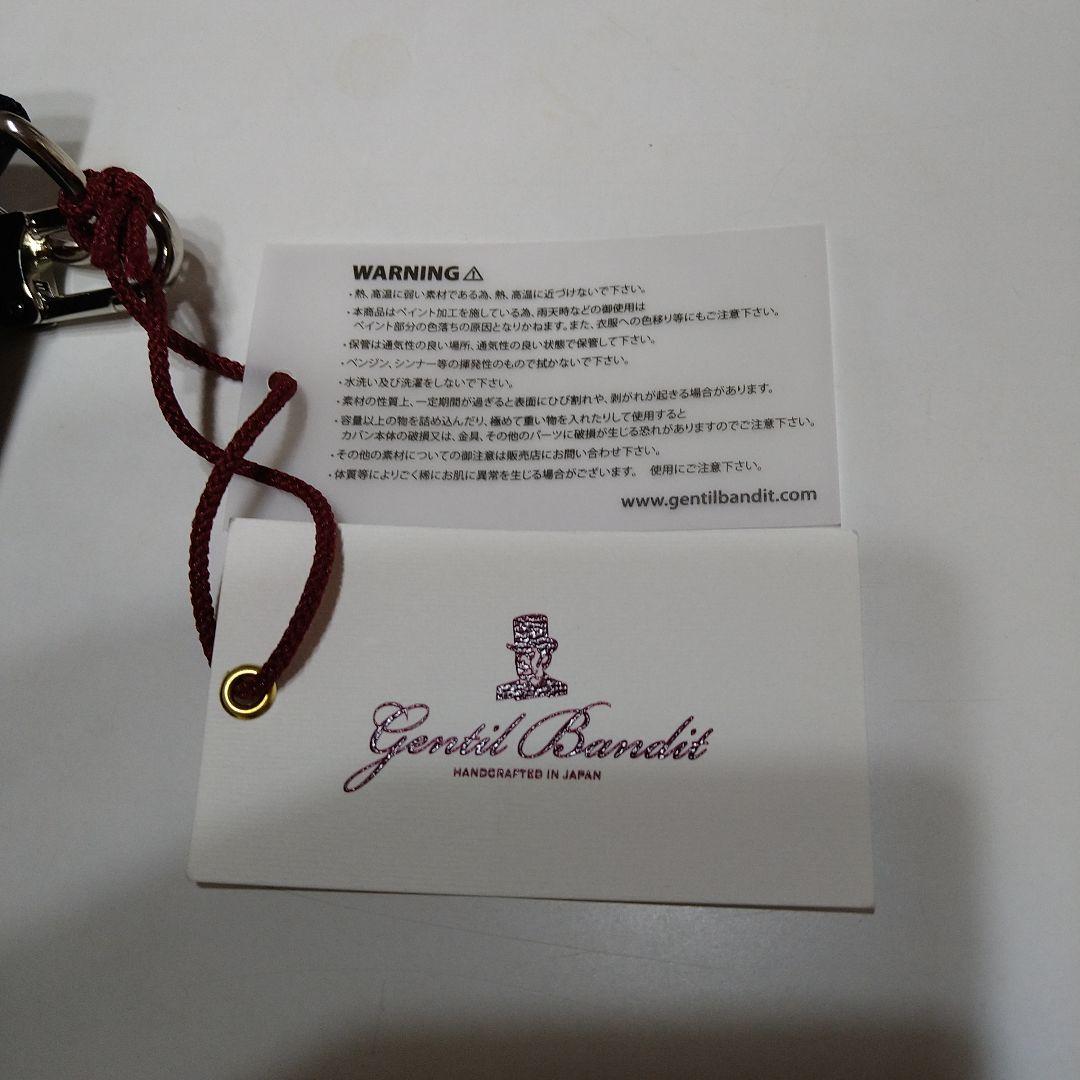 WARNING
・熱、高温に弱い素材である為、熱、高温に近づけないで下さい。
・本商品はペイント加工を施している為、雨天時などの御使用は
ペイント部分の色落ちの原因となりかねます。また、衣服への色移り等にもご注意下さい。
・保管は通気性の良い場所、通気性の良い状態で保管して下さい。
・ベンジン、シンナー等の揮発性のもので拭かないで下さい。
・水洗い及び洗濯をしないで下さい。
・素材の性質上、一定期間が過ぎると表面にひび割れや、剥がれが起きる場合があります。
・容量以上の物を詰め込んだり、極めて重い物を入れたりして使用すると
カバン本体の破損又は、金具、その他のパーツに破損が生じる恐れがありますのでご注意下さい。
・その他の素材についての御注意は販売店にお問い合わせ下さい。
・体質等によりごく稀にお肌に異常を生じる場合がございます。　使用にご注意下さい。
www.gentilbandit.com
Gentil Bandit
HANDCRAFTED IN JAPAN